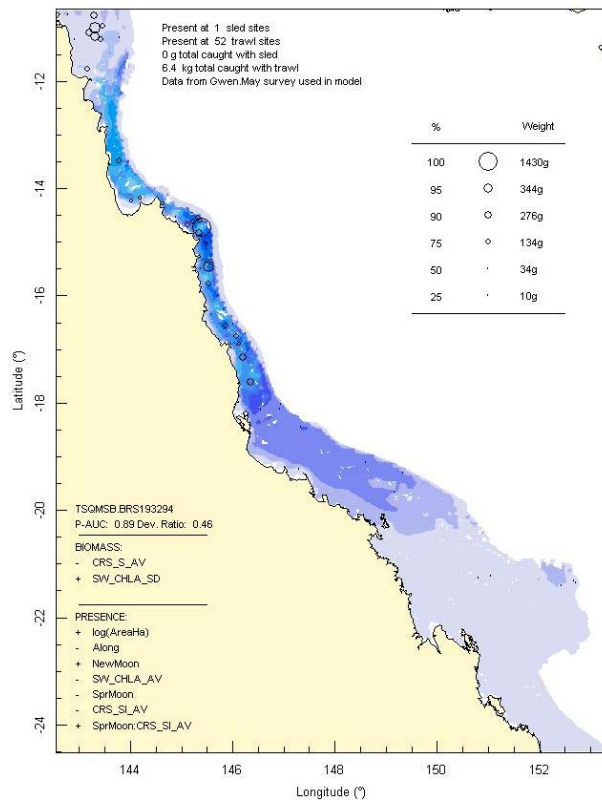 Present at 1 sled sites
Present at 52 trawl sites
0 g total caught with sled
6.4 kg total caught with trawl
Data from Gwen.May survey used in model
% Weight
100 1430g
95 344g
90 276g
75 134g
50 34g
25 10g
-12
-14
-16
-18
-20
-22
-24
Latitude (°)
TSQMSB.BRS193294
P-AUC: 0.89 Dev. Ratio: 0.46
BIOMASS:
- CRS_S_AV
+ SW_CHLA_SD
PRESENCE:
+ log(AreaHa)
- Along
+ NewMoon
- SW_CHLA_AV
- SprMoon
- CRS_SI_AV
+ SprMoon:CRS_SI_AV
144 146 148 150 152
Longitude (°)